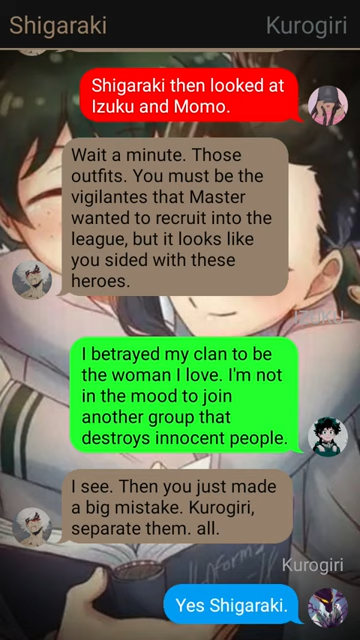 Shigaraki Kurogiri
Shigaraki then looked at
Izuku and Momo.
Wait a minute. Those
outfits. You must be the
vigilantes that Master
wanted to recruit into the
league, but it looks like
you sided with these
heroes.
IZUKU
I betrayed my clan to be
the woman I love. I'm not
in the mood to join
another group that
destroys innocent people.
I see. Then you just made
a big mistake. Kurogiri,
separate them. all.
Kurogiri
Yes Shigaraki.